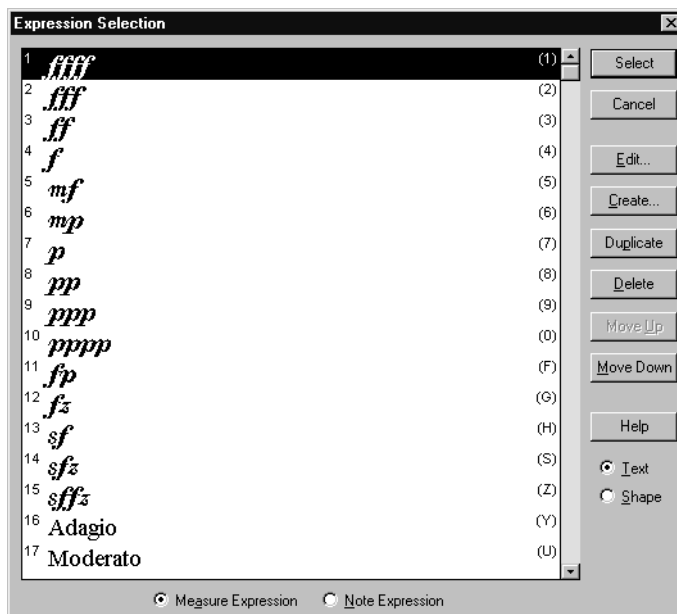 Expression Selection
1 ffff (1)
2 fff (2)
3 ff (3)
4 f (4)
5 mf (5)
6 mp (6)
7 p (7)
8 pp (8)
9 ppp (9)
10 pppp (0)
11 fp (F)
12 fz (G)
13 sf (H)
14 sfz (S)
15 sffz (Z)
16 Adagio (Y)
17 Moderato (U)
Select
Cancel
Edit...
Create...
Duplicate
Delete
Move Up
Move Down
Help
Text
Shape
Measure Expression Note Expression